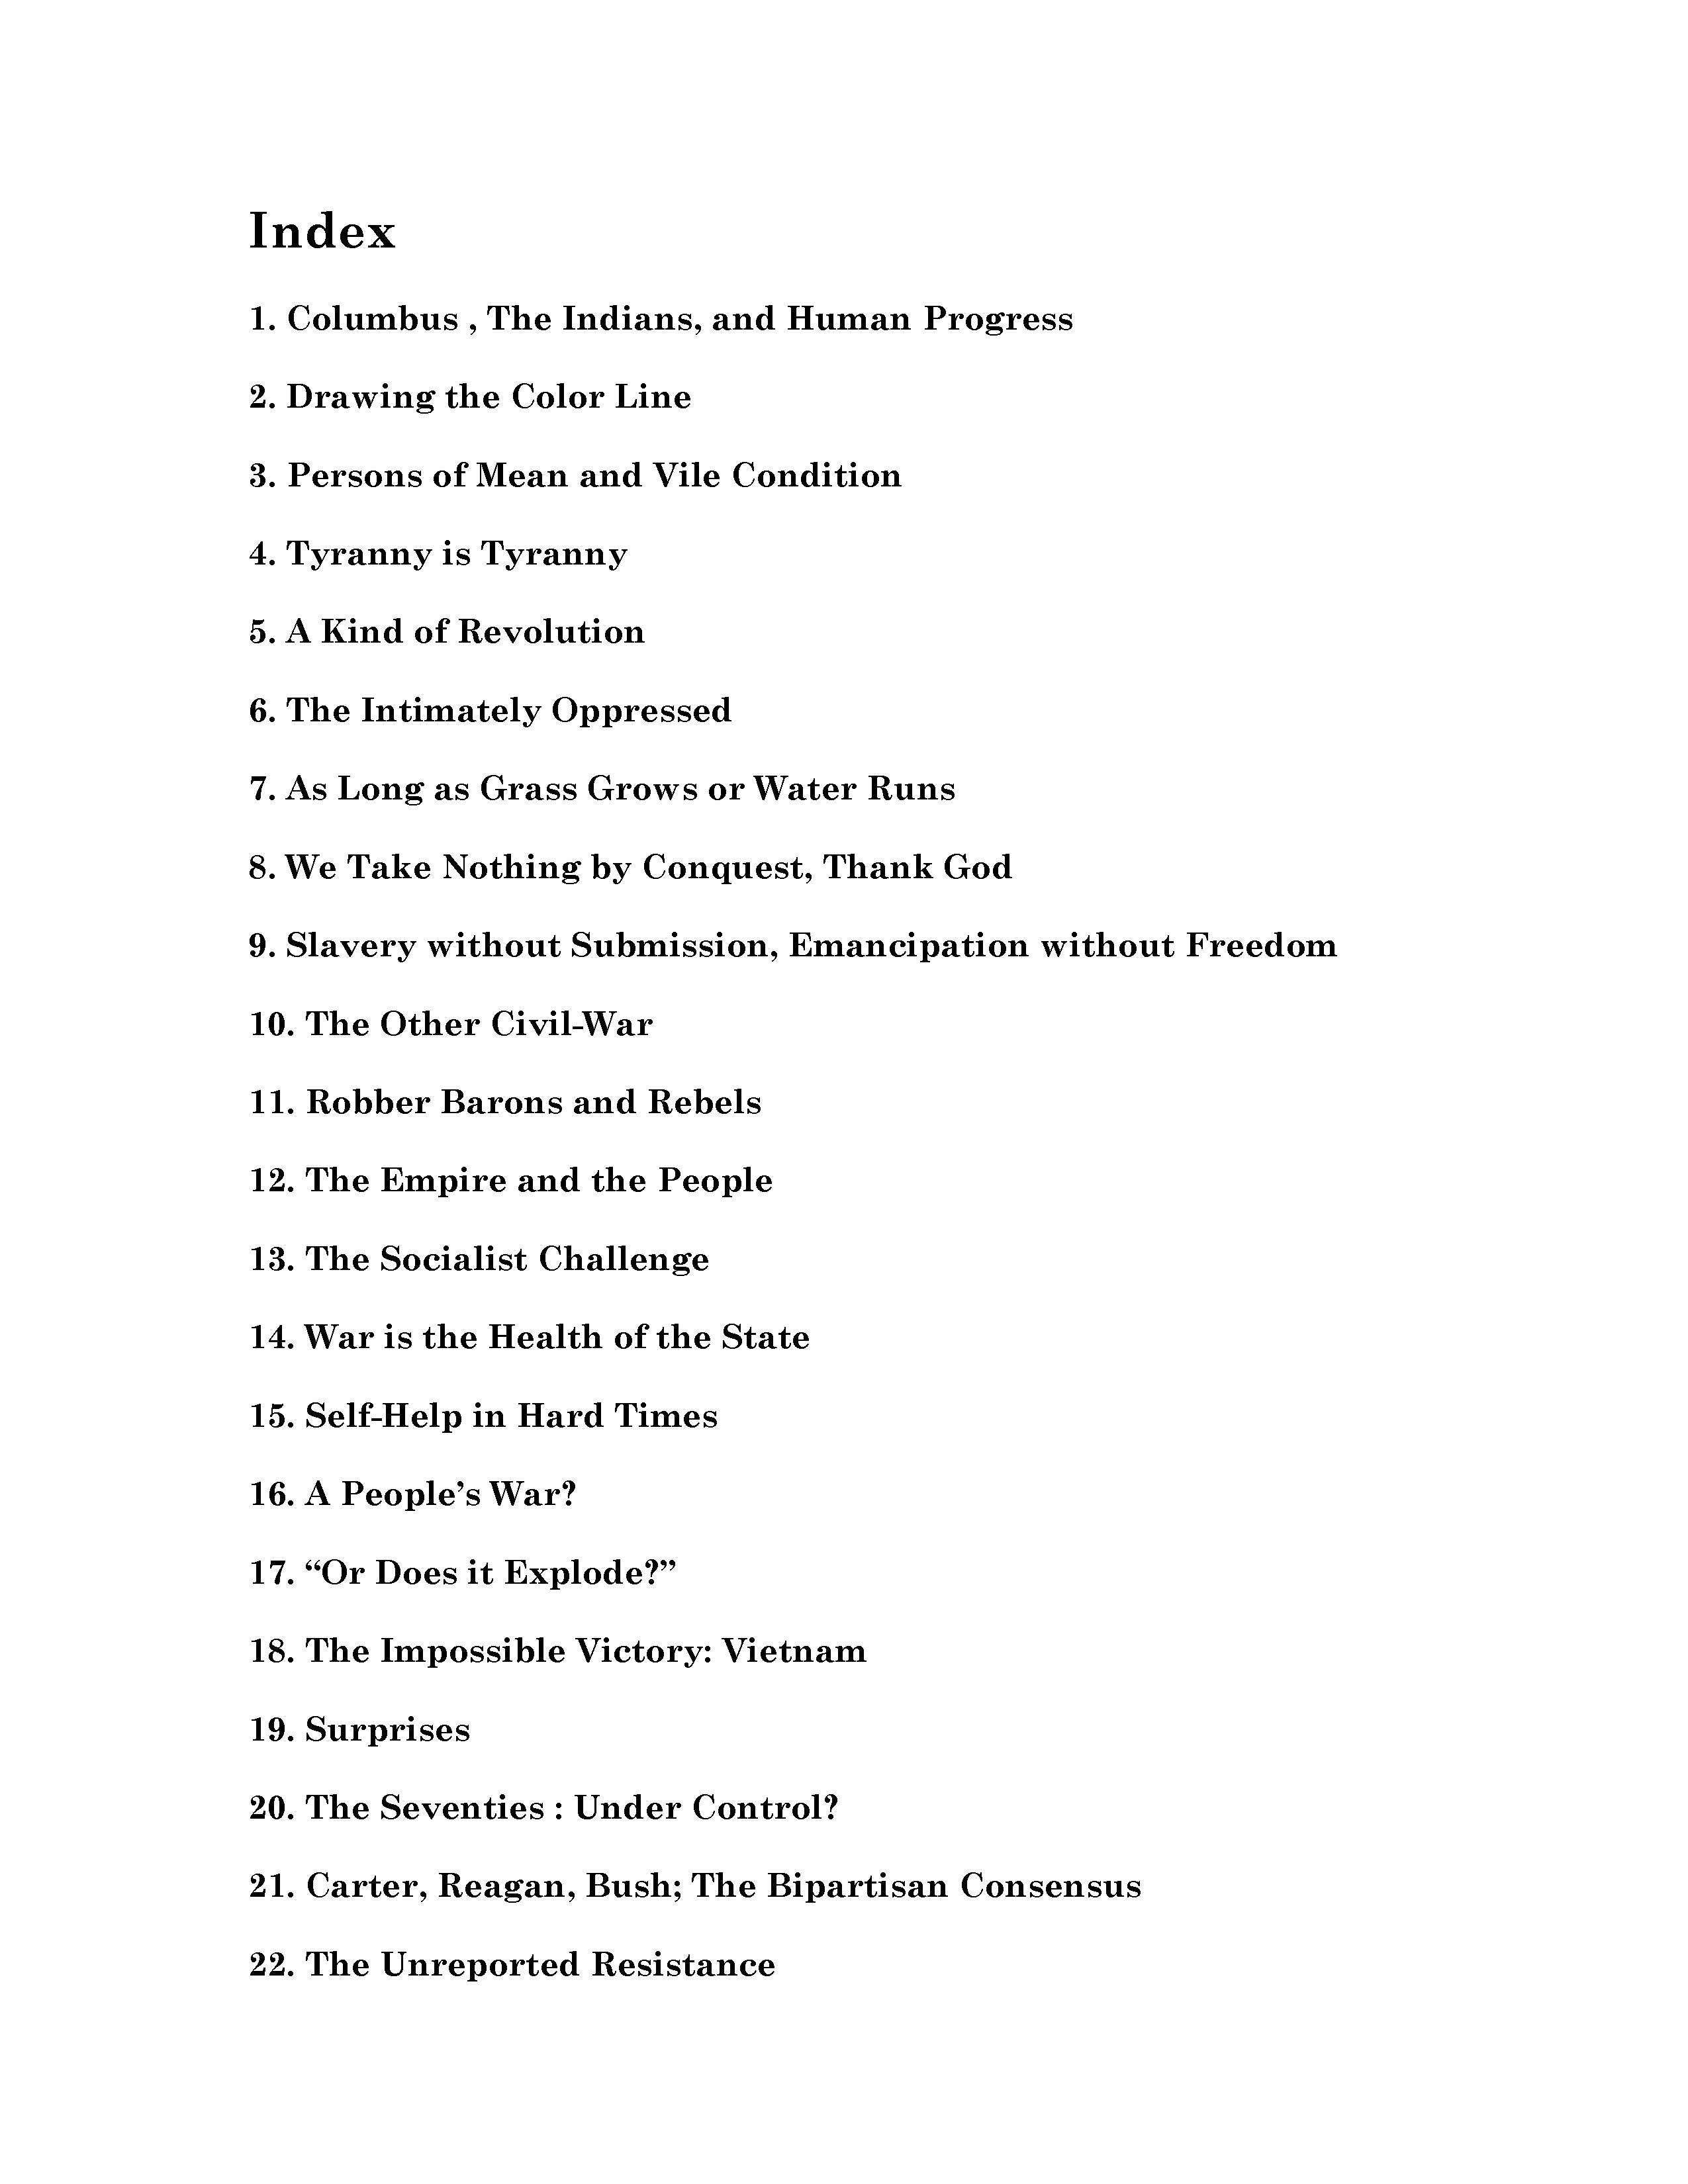 Index
1. Columbus , The Indians, and Human Progress
2. Drawing the Color Line
3. Persons of Mean and Vile Condition
4. Tyranny is Tyranny
5. A Kind of Revolution
6. The Intimately Oppressed
7. As Long as Grass Grows or Water Runs
8. We Take Nothing by Conquest, Thank God
9. Slavery without Submission, Emancipation without Freedom
10. The Other Civil-War
11. Robber Barons and Rebels
12. The Empire and the People
13. The Socialist Challenge
14. War is the Health of the State
15. Self-Help in Hard Times
16. A People’s War?
17. “Or Does it Explode?”
18. The Impossible Victory: Vietnam
19. Surprises
20. The Seventies : Under Control?
21. Carter, Reagan, Bush; The Bipartisan Consensus
22. The Unreported Resistance